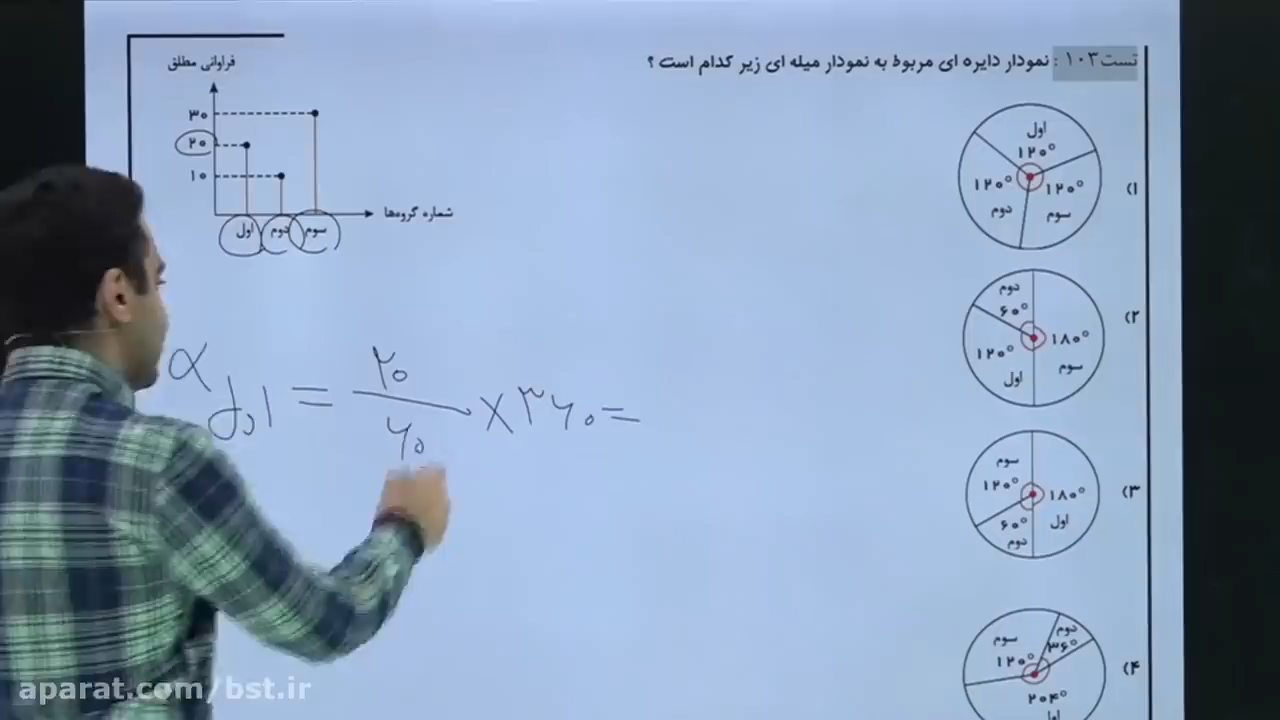 تست ۱۰۳ : نمودار دایره ای مربوط به نمودار میله ای زیر کدام است ؟
فراوانی مطلق
۳۰
۲۰
۱۰
اول دوم سوم
شماره گروه‌ها
۱)
اول
۱۲۰°
۱۲۰°
سوم
۱۲۰°
دوم
۲)
دوم
۶۰°
۱۸۰°
سوم
۱۲۰°
اول
۳)
سوم
۱۲۰°
۱۸۰°
اول
۶۰°
دوم
۴)
دوم
۳۶°
سوم
۱۲۰°
۲۰۴°
اول
α اول = ۲۰/۶۰ × ۳۶۰ =
aparat.com/bst.ir